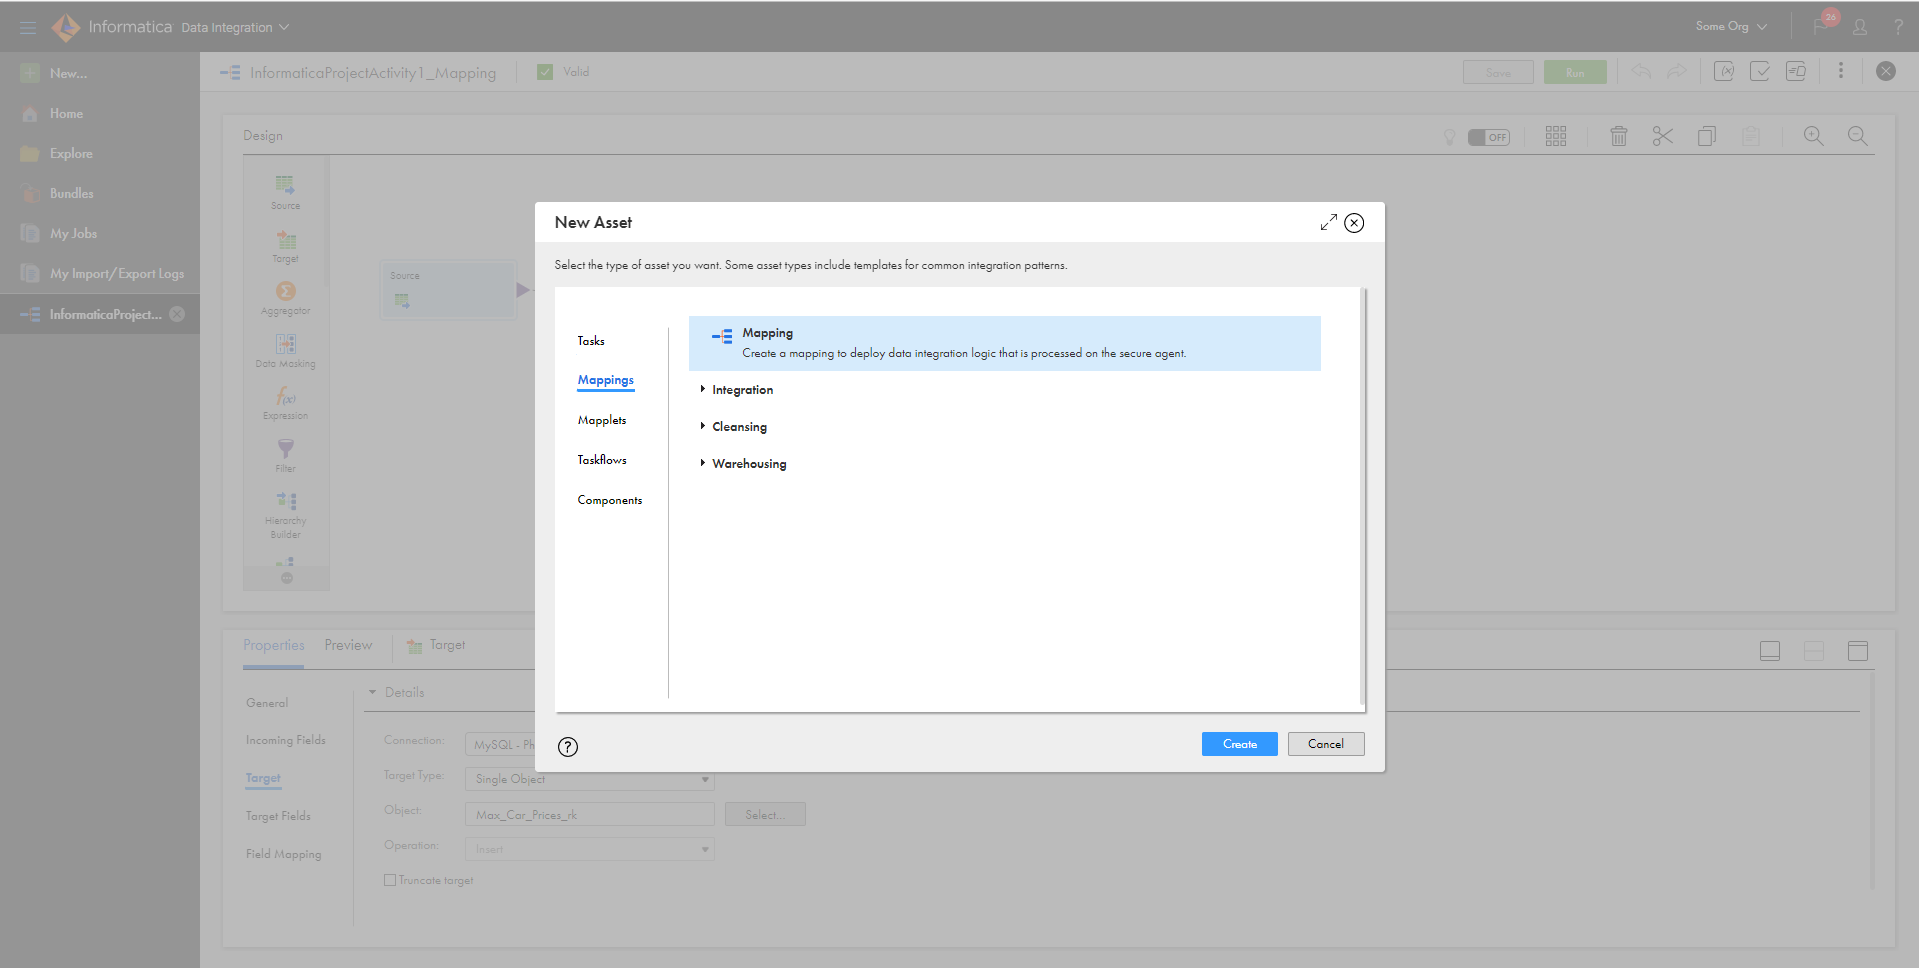 Informatica Data Integration
Some Org
26
?
New...
Home
Explore
Bundles
My Jobs
My Import/Export Logs
InformaticaProject...
InformaticaProjectActivity1_Mapping
Valid
Save
Run
(x)
Design
OFF
Source
Target
Aggregator
Data Masking
f(x)
Expression
Filter
Hierarchy
Builder
Source
New Asset
Select the type of asset you want. Some asset types include templates for common integration patterns.
Tasks
Mappings
Mapplets
Taskflows
Components
Mapping
Create a mapping to deploy data integration logic that is processed on the secure agent.
Integration
Cleansing
Warehousing
?
Create
Cancel
Properties
Preview
Target
General
Incoming Fields
Target
Target Fields
Field Mapping
Details
Connection:
MySQL - Ph
Target Type:
Single Object
Object:
Max_Car_Prices_rk
Select...
Operation:
Insert
Truncate target